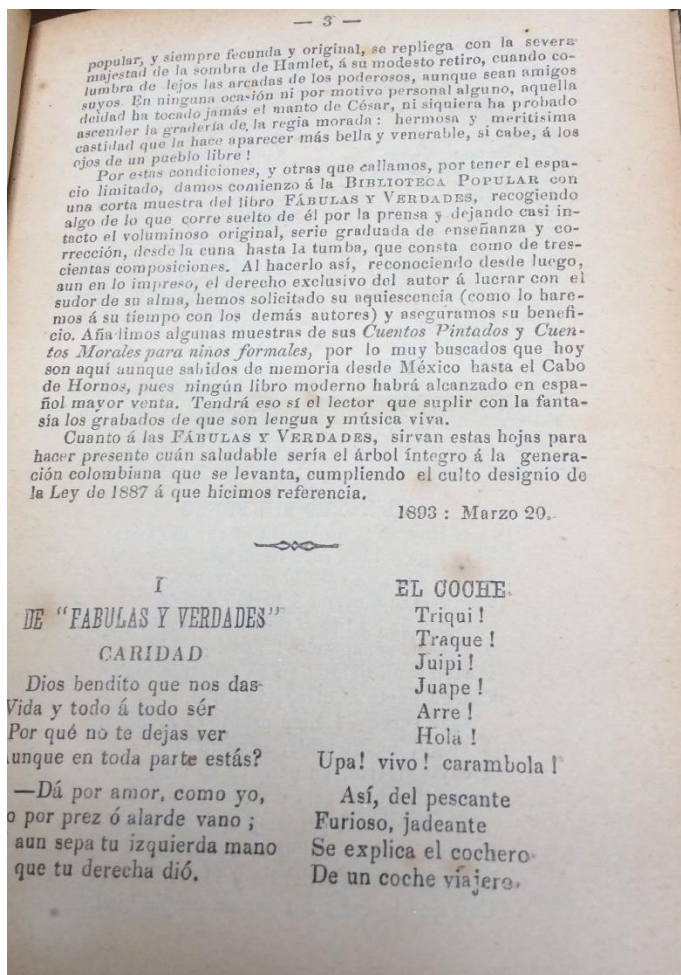 — 3 —
popular, y siempre fecunda y original, se repliega con la severa
majestad de la sombra de Hamlet, á su modesto retiro, cuando co-
lumbra de lejos las arcadas de los poderosos, aunque sean amigos
suyos. En ninguna ocasión ni por motivo personal alguno, aquella
deidad ha tocado jamás el manto de César, ni siquiera ha probado
ascender la gradería de la regia morada: hermosa y meritísima
castidad que la hace aparecer más bella y venerable, si cabe, á los
ojos de un pueblo libre!
Por estas condiciones, y otras que callamos, por tener el espa-
cio limitado, damos comienzo á la BIBLIOTECA POPULAR con
una corta muestra del libro FÁBULAS Y VERDADES, recogiendo
algo de lo que corre suelto de él por la prensa y dejando casi in-
tacto el voluminoso original, serie graduada de enseñanza y co-
rrección, desde la cuna hasta la tumba, que consta como de tres-
cientas composiciones. Al hacerlo así, reconociendo desde luego,
aun en lo impreso, el derecho exclusivo del autor á lucrar con el
sudor de su alma, hemos solicitado su aquiescencia (como lo hare-
mos á su tiempo con los demás autores) y aseguramos su benefi-
cio. Añadimos algunas muestras de sus Cuentos Pintados y Cuen-
tos Morales para niños formales, por lo muy buscados que hoy
son aquí aunque sabidos de memoria desde México hasta el Cabo
de Hornos, pues ningún libro moderno habrá alcanzado en espa-
ñol mayor venta. Tendrá eso sí el lector que suplir con la fanta-
sía los grabados de que son lengua y música viva.
Cuanto á las FÁBULAS Y VERDADES, sirvan estas hojas para
hacer presente cuán saludable sería el árbol íntegro á la genera-
ción colombiana que se levanta, cumpliendo el culto designio de
la Ley de 1887 á que hicimos referencia.
1893: Marzo 20.
I
DE "FABULAS Y VERDADES"
CARIDAD
Dios bendito que nos das
Vida y todo á todo sér
Por qué no te dejas ver
unque en toda parte estás?
—Dá por amor, como yo,
o por prez ó alarde vano;
aun sepa tu izquierda mano
que tu derecha dió.
EL COCHE
Triqui!
Traque!
Juipi!
Juape!
Arre!
Hola!
Upa! vivo! carambola!
Así, del pescante
Furioso, jadeante
Se explica el cochero
De un coche viajero.